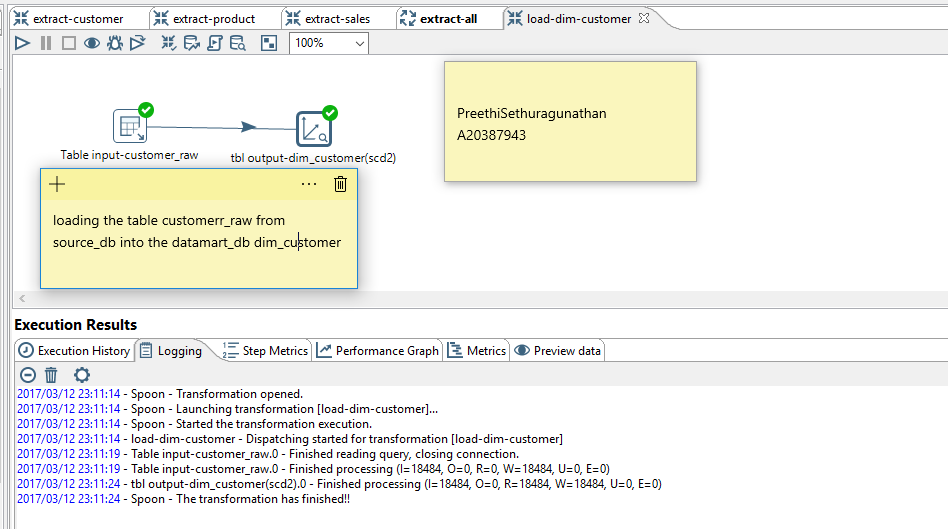 extract-customer
extract-product
extract-sales
extract-all
load-dim-customer
100%
PreethiSethuragunathan
A20387943
Table input-customer_raw
tbl output-dim_customer(scd2)
loading the table customerr_raw from
source_db into the datamart_db dim_customer
Execution Results
Execution History
Logging
Step Metrics
Performance Graph
Metrics
Preview data
2017/03/12 23:11:14 - Spoon - Transformation opened.
2017/03/12 23:11:14 - Spoon - Launching transformation [load-dim-customer]...
2017/03/12 23:11:14 - Spoon - Started the transformation execution.
2017/03/12 23:11:14 - load-dim-customer - Dispatching started for transformation [load-dim-customer]
2017/03/12 23:11:19 - Table input-customer_raw.0 - Finished reading query, closing connection.
2017/03/12 23:11:19 - Table input-customer_raw.0 - Finished processing (I=18484, O=0, R=0, W=18484, U=0, E=0)
2017/03/12 23:11:24 - tbl output-dim_customer(scd2).0 - Finished processing (I=18484, O=0, R=18484, W=18484, U=0, E=0)
2017/03/12 23:11:24 - Spoon - The transformation has finished!!